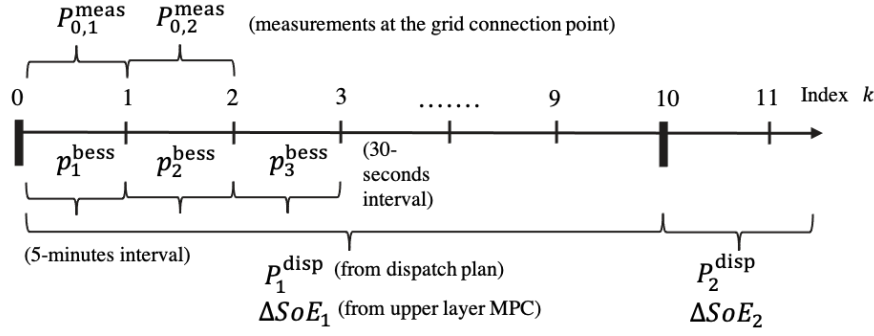 P_{0,1}^{meas} P_{0,2}^{meas} (measurements at the grid connection point)
0 1 2 3 ....... 9 10 11 Index k
p_1^{bess} p_2^{bess} p_3^{bess} (30-
seconds
interval)
(5-minutes interval)
P_1^{disp} (from dispatch plan) P_2^{disp}
ΔSoE_1 (from upper layer MPC) ΔSoE_2